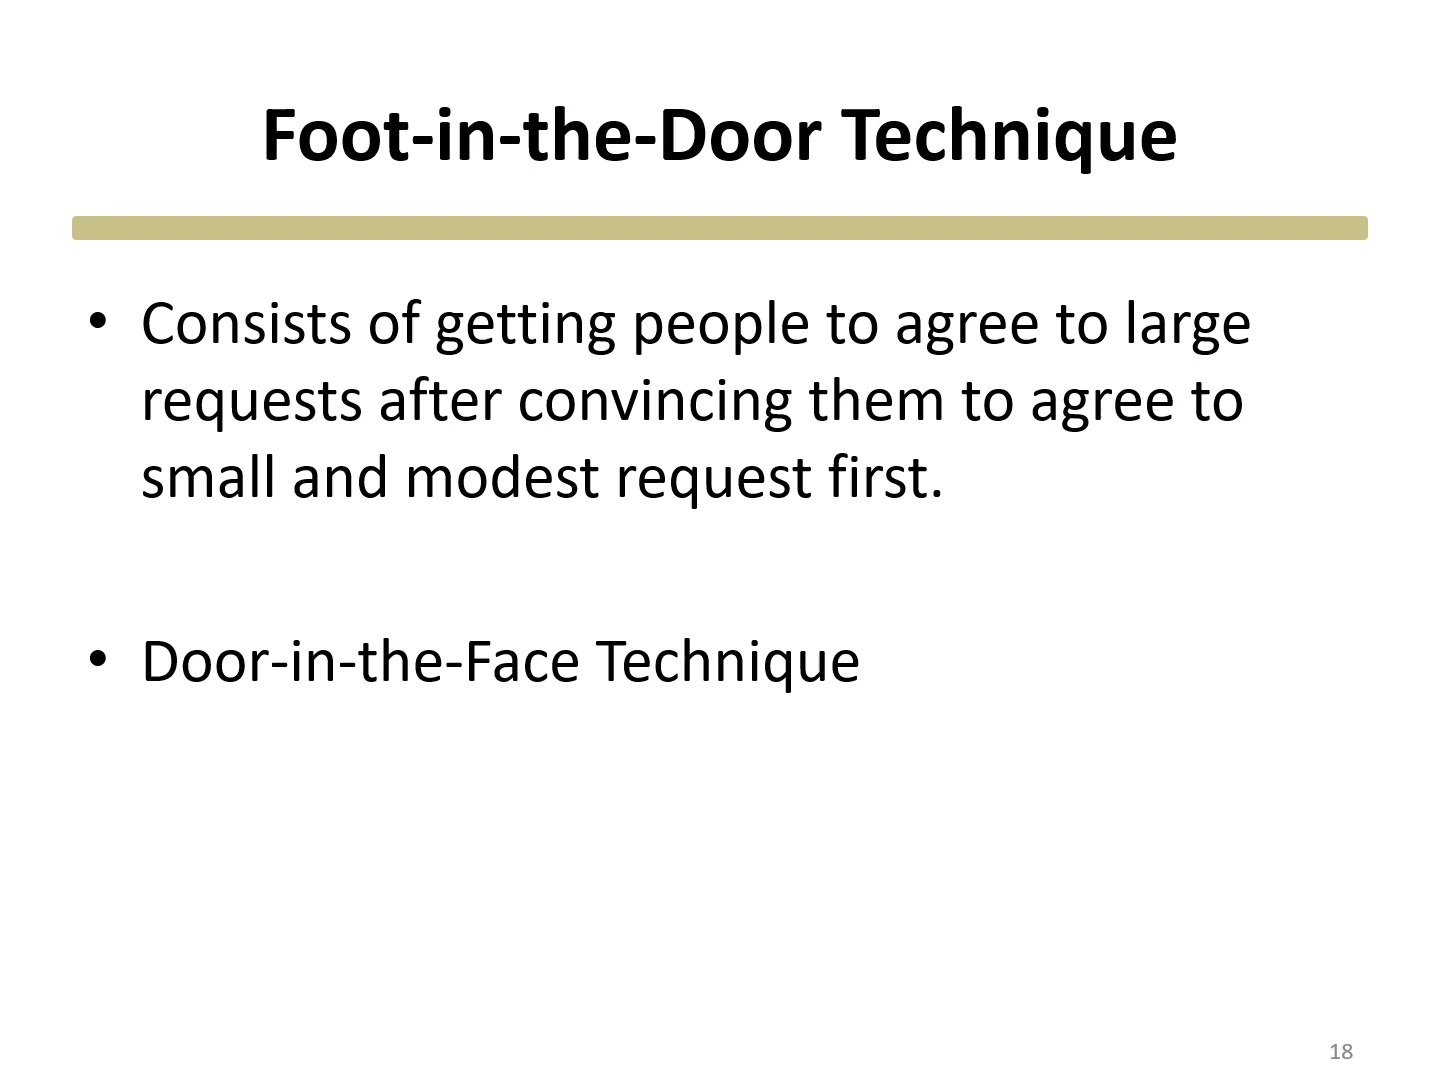 Foot-in-the-Door Technique
• Consists of getting people to agree to large
requests after convincing them to agree to
small and modest request first.
• Door-in-the-Face Technique
18